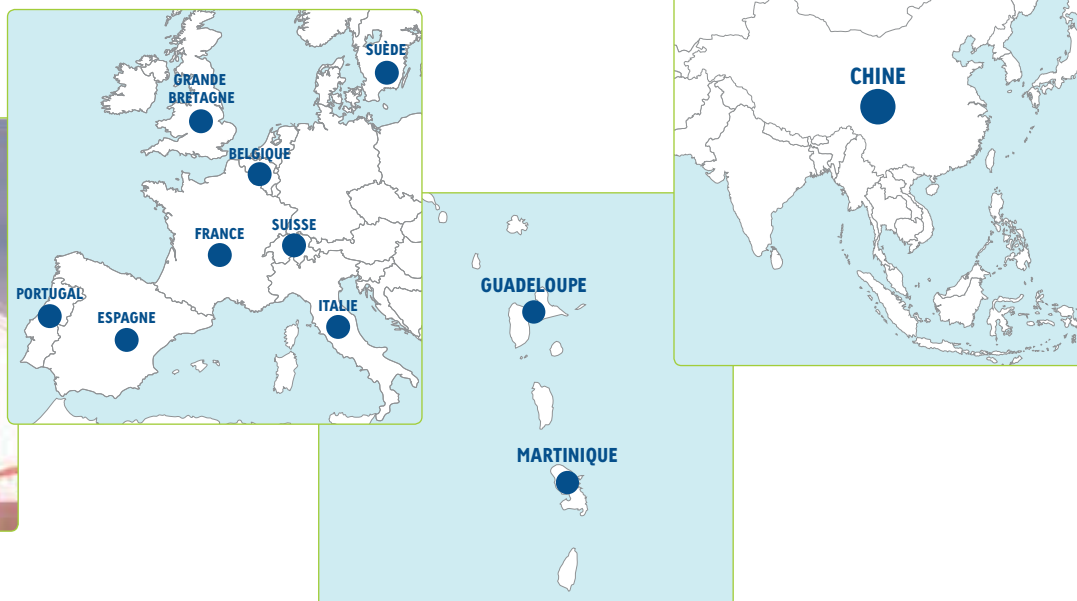 SUÈDE
GRANDE
BRETAGNE
BELGIQUE
FRANCE
SUISSE
PORTUGAL
ESPAGNE
ITALIE
GUADELOUPE
MARTINIQUE
CHINE